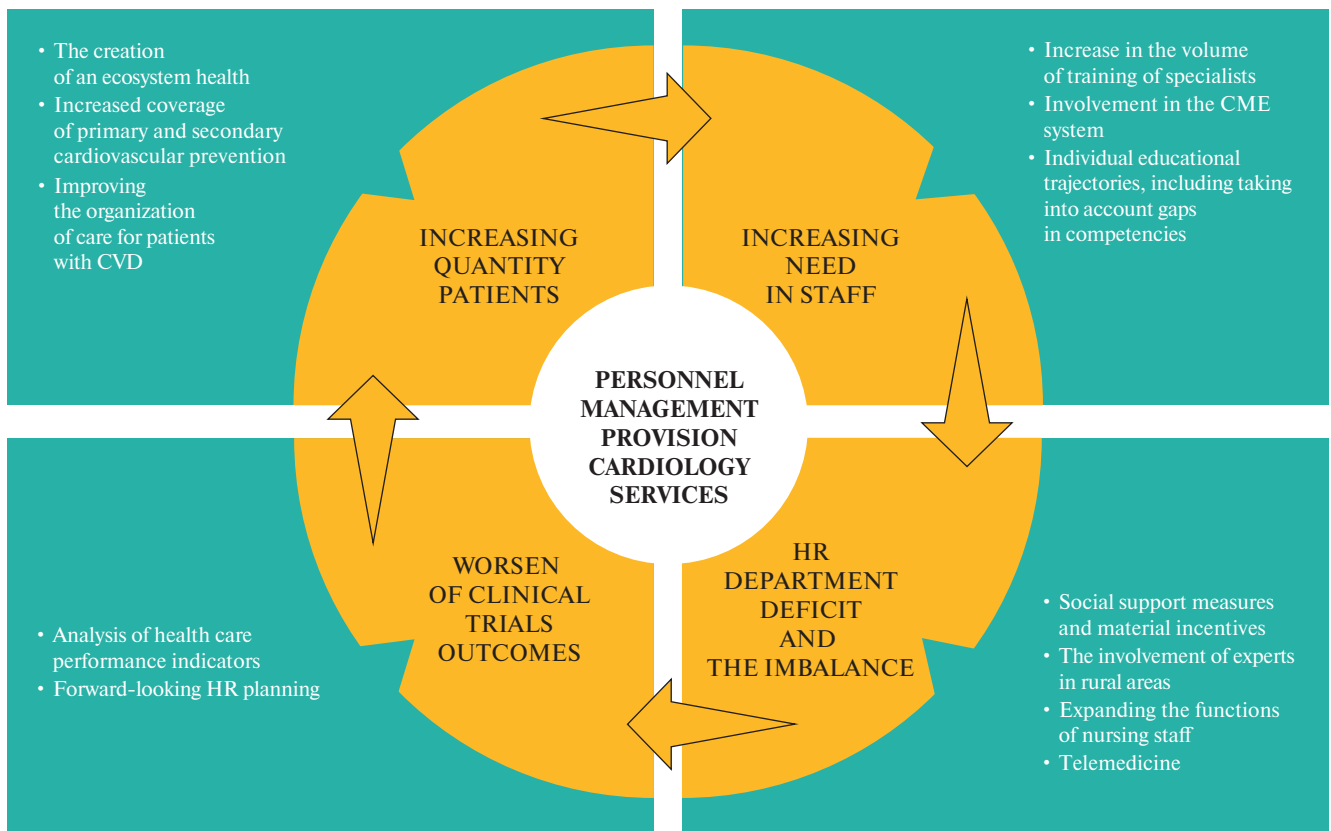 • The creation
of an ecosystem health
• Increased coverage
of primary and secondary
cardiovascular prevention
• Improving
the organization
of care for patients
with CVD
INCREASING
QUANTITY
PATIENTS
INCREASING
NEED
IN STAFF
• Increase in the volume
of training of specialists
• Involvement in the CME
system
• Individual educational
trajectories, including taking
into account gaps
in competencies
PERSONNEL
MANAGEMENT
PROVISION
CARDIOLOGY
SERVICES
• Analysis of health care
performance indicators
• Forward-looking HR planning
WORSEN
OF CLINICAL
TRIALS
OUTCOMES
HR
DEPARTMENT
DEFICIT
AND
THE IMBALANCE
• Social support measures
and material incentives
• The involvement of experts
in rural areas
• Expanding the functions
of nursing staff
• Telemedicine